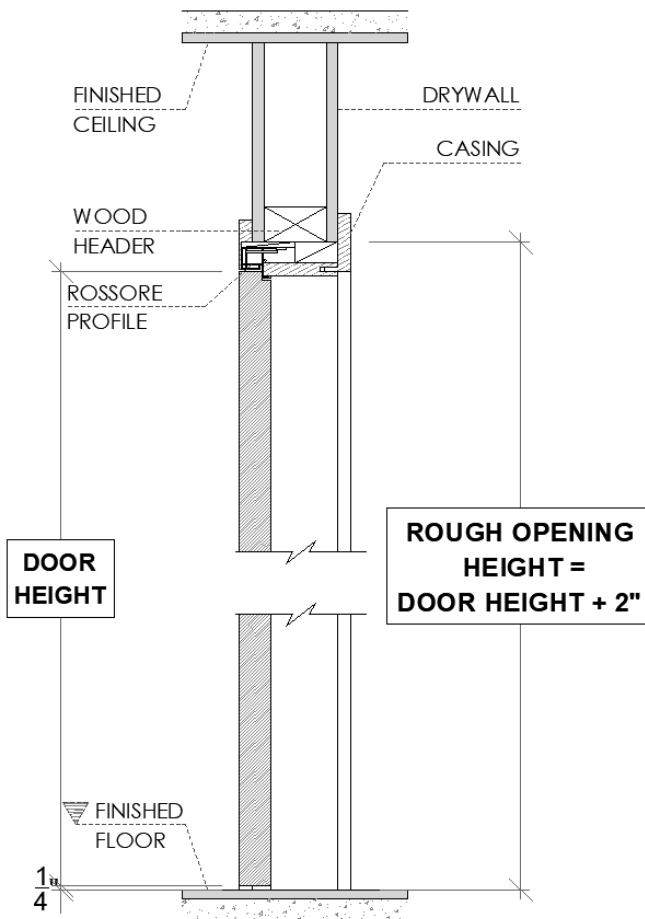 FINISHED
CEILING
DRYWALL
CASING
WOOD
HEADER
ROSSORE
PROFILE
DOOR
HEIGHT
ROUGH OPENING
HEIGHT =
DOOR HEIGHT + 2"
FINISHED
FLOOR
1/4"